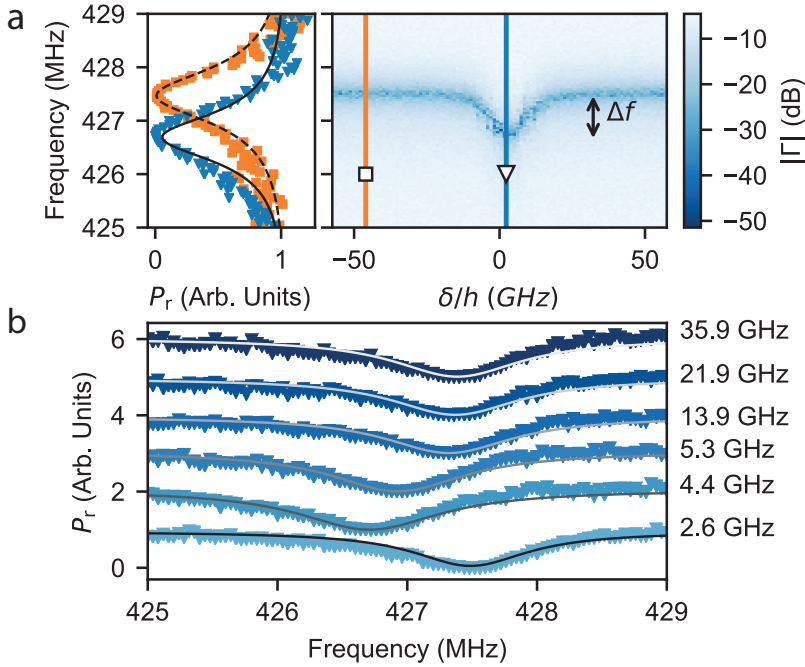 a
Frequency (MHz)
429
428
427
426
425
0
1
P_r (Arb. Units)
Δf
−50
0
50
δ/h (GHz)
−10
−20
−30
−40
−50
|Γ| (dB)
b
P_r (Arb. Units)
6
4
2
0
35.9 GHz
21.9 GHz
13.9 GHz
5.3 GHz
4.4 GHz
2.6 GHz
425
426
427
428
429
Frequency (MHz)